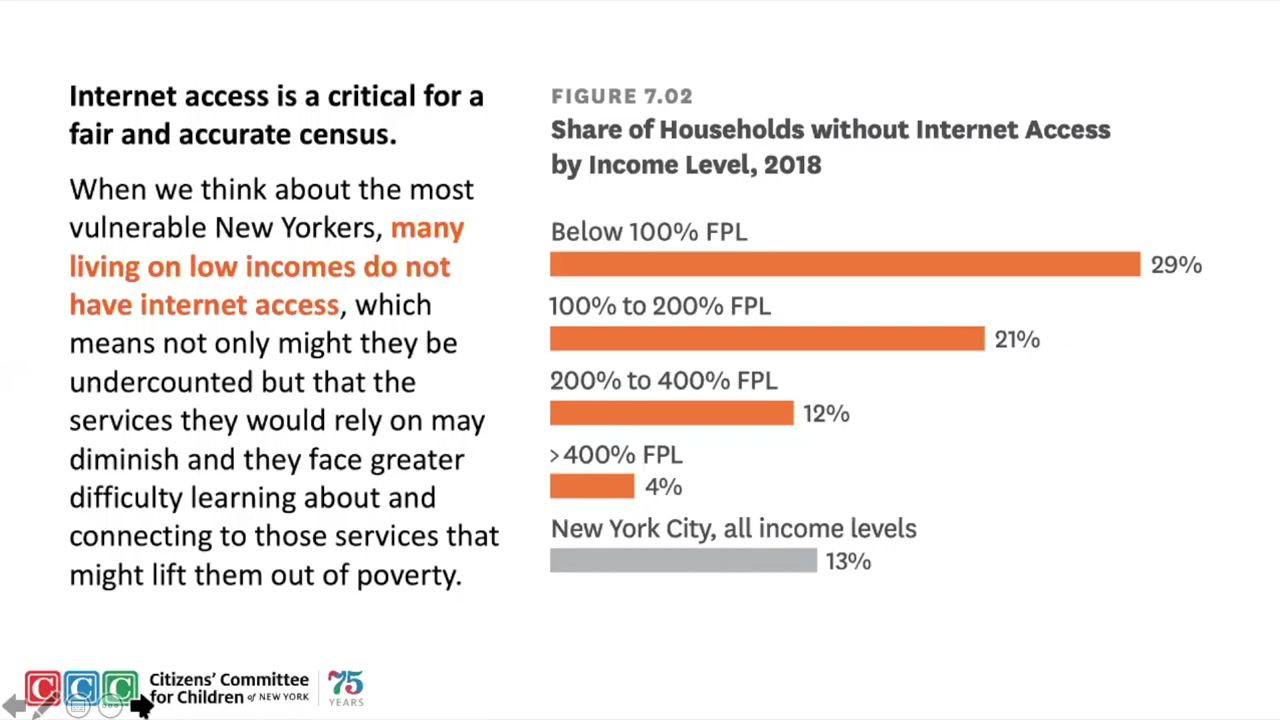 Internet access is a critical for a
fair and accurate census.
When we think about the most
vulnerable New Yorkers, many
living on low incomes do not
have internet access, which
means not only might they be
undercounted but that the
services they would rely on may
diminish and they face greater
difficulty learning about and
connecting to those services that
might lift them out of poverty.
FIGURE 7.02
Share of Households without Internet Access
by Income Level, 2018
Below 100% FPL
29%
100% to 200% FPL
21%
200% to 400% FPL
12%
>400% FPL
4%
New York City, all income levels
13%
CCC
Citizens' Committee
for Children of NEW YORK
75
YEARS